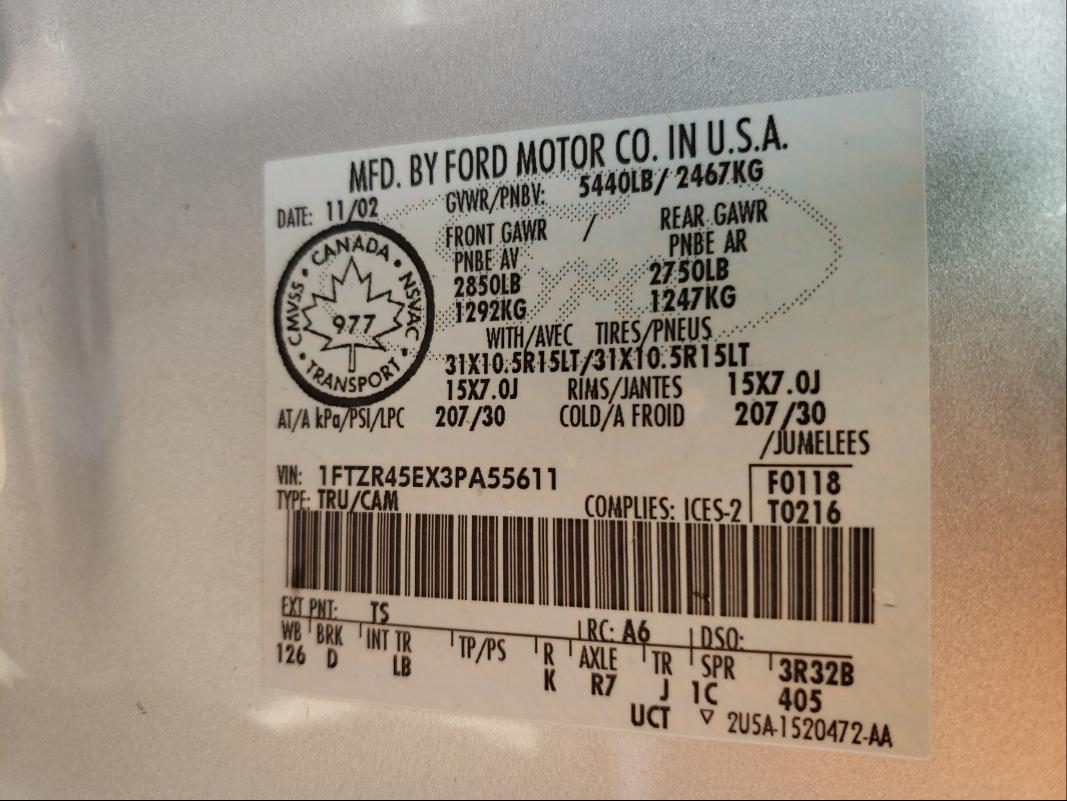 MFD. BY FORD MOTOR CO. IN U.S.A.
DATE: 11/02 GVWR/PNBV: 5440LB/ 2467KG
FRONT GAWR / REAR GAWR
PNBE AV PNBE AR
2850LB 2750LB
1292KG 1247KG
CANADA • NSVAC • TRANSPORT • CMVSS •
977
WITH/AVEC TIRES/PNEUS
31X10.5R15LT/31X10.5R15LT
15X7.0J RIMS/JANTES 15X7.0J
AT/A kPa/PSI/LPC 207/30 COLD/A FROID 207/30
/JUMELEES
VIN: 1FTZR45EX3PA55611 F0118
TYPE: TRU/CAM COMPLIES: ICES-2 T0216
EXT PNT: TS RC: A6 DSO:
WB BRK INT TR TP/PS R AXLE TR SPR 3R32B
126 D LB K R7 J 1C 405
UCT ▽ 2U5A-1520472-AA